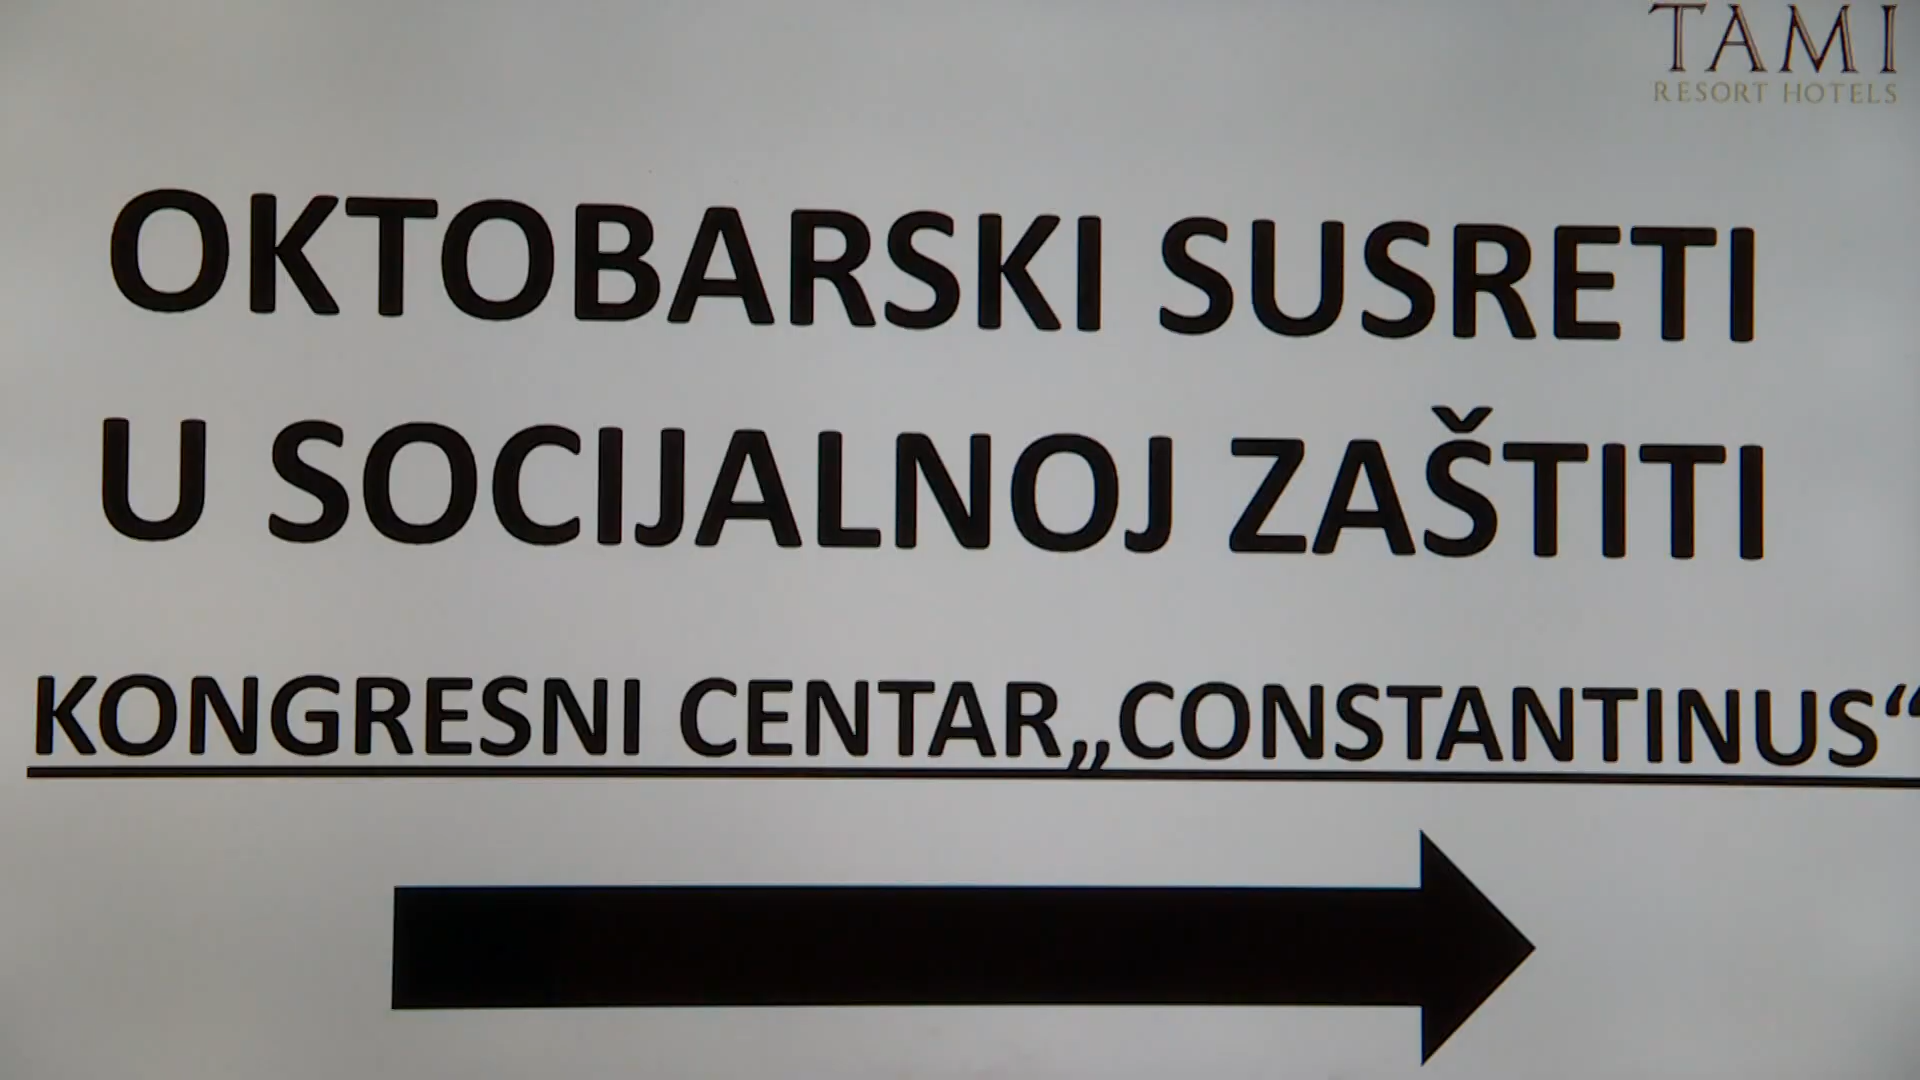 TAMI
RESORT HOTELS
OKTOBARSKI SUSRETI
U SOCIJALNOJ ZAŠTITI
KONGRESNI CENTAR„CONSTANTINUS“